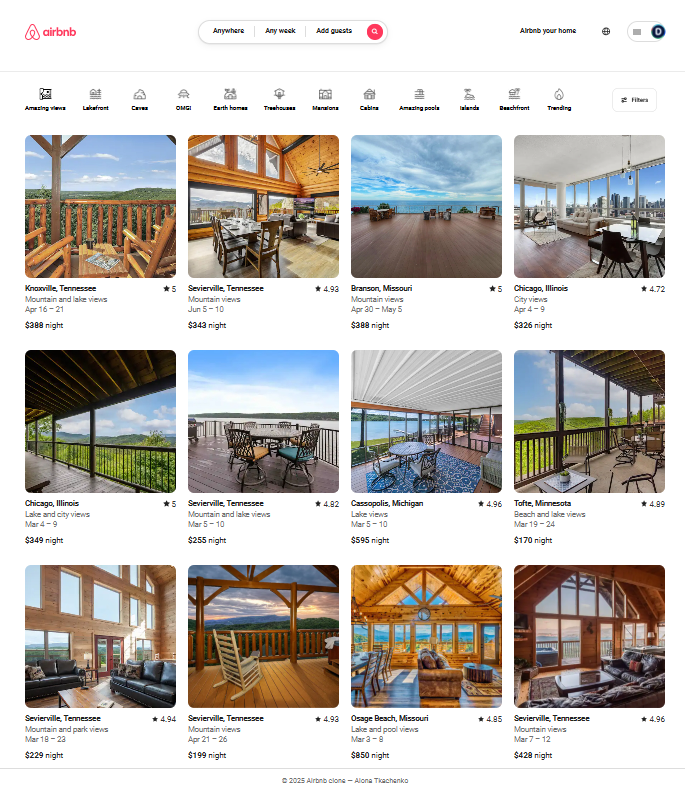 airbnb
Anywhere Any week Add guests
Airbnb your home
D
Amazing views Lakefront Caves OMG! Earth homes Treehouses Mansions Cabins Amazing pools Islands Beachfront Trending
Filters
Knoxville, Tennessee 5
Mountain and lake views
Apr 16 – 21
$388 night
Sevierville, Tennessee 4.93
Mountain views
Jun 5 – 10
$343 night
Branson, Missouri 5
Mountain views
Apr 30 – May 5
$388 night
Chicago, Illinois 4.72
City views
Apr 4 – 9
$326 night
Chicago, Illinois 5
Lake and city views
Mar 4 – 9
$349 night
Sevierville, Tennessee 4.82
Mountain and lake views
Mar 5 – 10
$255 night
Cassopolis, Michigan 4.96
Lake views
Mar 5 – 10
$595 night
Tofte, Minnesota 4.89
Beach and lake views
Mar 19 – 24
$170 night
Sevierville, Tennessee 4.94
Mountain and park views
Mar 18 – 23
$229 night
Sevierville, Tennessee 4.93
Mountain views
Apr 21 – 26
$199 night
Osage Beach, Missouri 4.85
Lake and pool views
Mar 3 – 8
$850 night
Sevierville, Tennessee 4.96
Mountain views
Mar 7 – 12
$428 night
© 2025 Airbnb clone — Alona Tkachenko